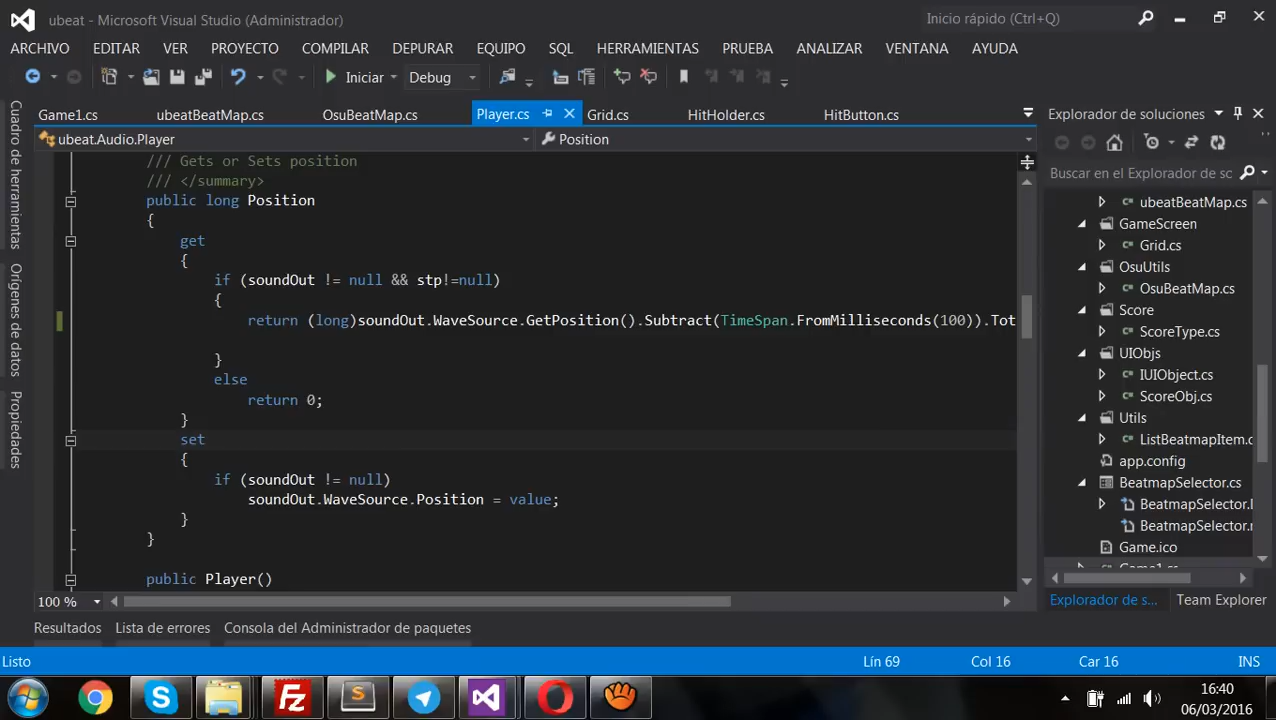 ubeat - Microsoft Visual Studio (Administrador)
Inicio rápido (Ctrl+Q)
ARCHIVO EDITAR VER PROYECTO COMPILAR DEPURAR EQUIPO SQL HERRAMIENTAS PRUEBA ANALIZAR VENTANA AYUDA
Iniciar Debug
Game1.cs ubeatBeatMap.cs OsuBeatMap.cs Player.cs Grid.cs HitHolder.cs HitButton.cs
ubeat.Audio.Player Position
/// Gets or Sets position
/// </summary>
public long Position
{
get
{
if (soundOut != null && stp!=null)
{
return (long)soundOut.WaveSource.GetPosition().Subtract(TimeSpan.FromMilliseconds(100)).Tot
}
else
return 0;
}
set
{
if (soundOut != null)
soundOut.WaveSource.Position = value;
}
}
public Player()
100 %
Cuadro de herramientas
Orígenes de datos
Propiedades
Explorador de soluciones
Buscar en el Explorador de sc
ubeatBeatMap.cs
GameScreen
Grid.cs
OsuUtils
OsuBeatMap.cs
Score
ScoreType.cs
UIObjs
IUIObject.cs
ScoreObj.cs
Utils
ListBeatmapItem.c
app.config
BeatmapSelector.cs
BeatmapSelector.
BeatmapSelector.r
Game.ico
Game1.cs
Explorador de s... Team Explorer
Resultados Lista de errores Consola del Administrador de paquetes
Listo Lín 69 Col 16 Car 16 INS
16:40
06/03/2016